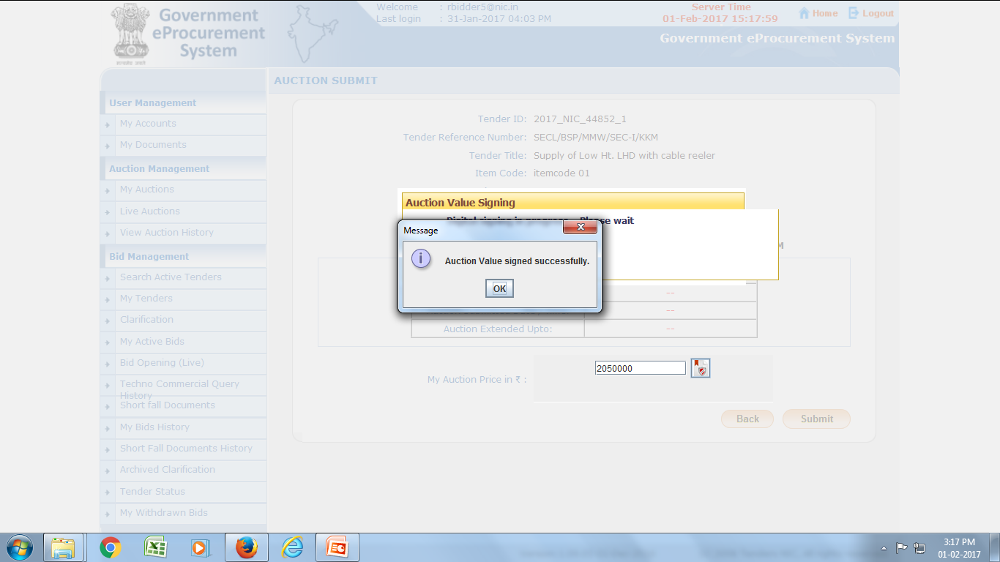 Government
eProcurement
System
Welcome : rbidder5@nic.in
Last login : 31-Jan-2017 04:03 PM
Server Time
01-Feb-2017 15:17:59
Home
Logout
Government eProcurement System
User Management
My Accounts
My Documents
Auction Management
My Auctions
Live Auctions
View Auction History
Bid Management
Search Active Tenders
My Tenders
Clarification
My Active Bids
Bid Opening (Live)
Techno Commercial Query
History
Short fall Documents
My Bids History
Short Fall Documents History
Archived Clarification
Tender Status
My Withdrawn Bids
AUCTION SUBMIT
Tender ID: 2017_NIC_44852_1
Tender Reference Number: SECL/BSP/MMW/SEC-I/KKM
Tender Title: Supply of Low Ht. LHD with cable reeler
Item Code: itemcode 01
Auction Value Signing
Digital signing in progress... Please wait
Message
Auction Value signed successfully.
OK
M
--
--
Auction Extended Upto: --
My Auction Price in ₹ : 2050000
Back
Submit
3:17 PM
01-02-2017